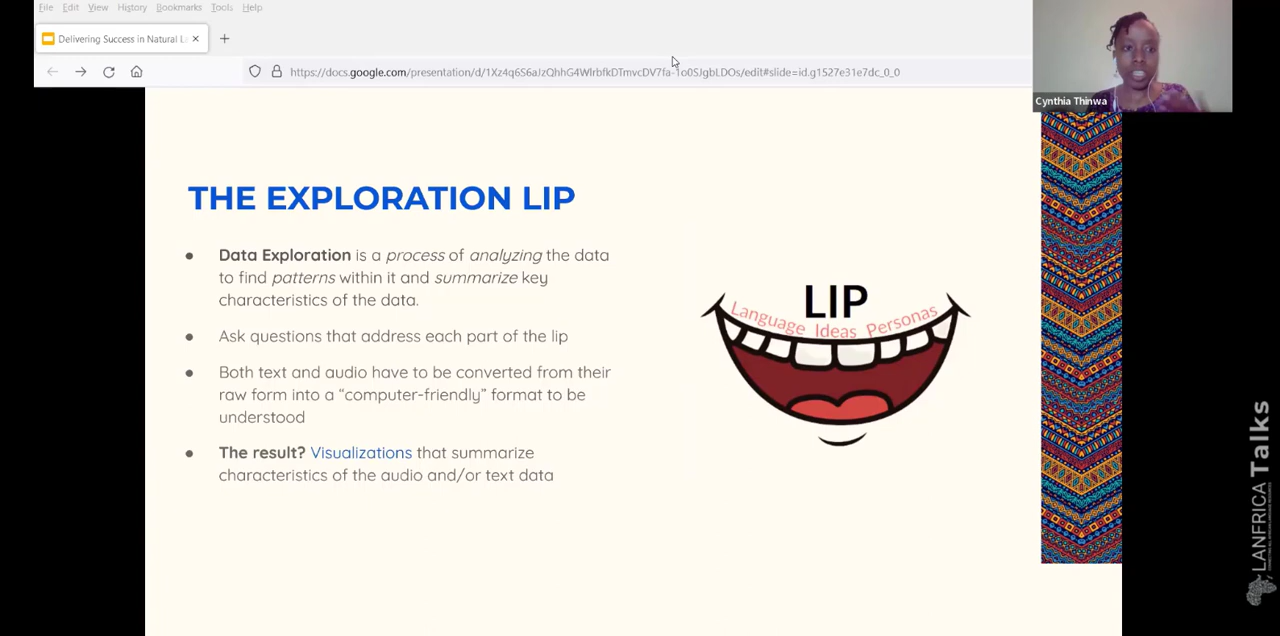 File Edit View History Bookmarks Tools Help
Delivering Success in Natural L
https://docs.google.com/presentation/d/1Xz4q6S6aJzQhhG4WlrbfkDTmvcDV7fa-1o0SJgbLDOs/edit#slide=id.g1527e31e7dc_0_0
Cynthia Thinwa
THE EXPLORATION LIP
● Data Exploration is a process of analyzing the data
to find patterns within it and summarize key
characteristics of the data.
● Ask questions that address each part of the lip
● Both text and audio have to be converted from their
raw form into a “computer-friendly” format to be
understood
● The result? Visualizations that summarize
characteristics of the audio and/or text data
LIP
Language Ideas Personas
LANFRICA Talks